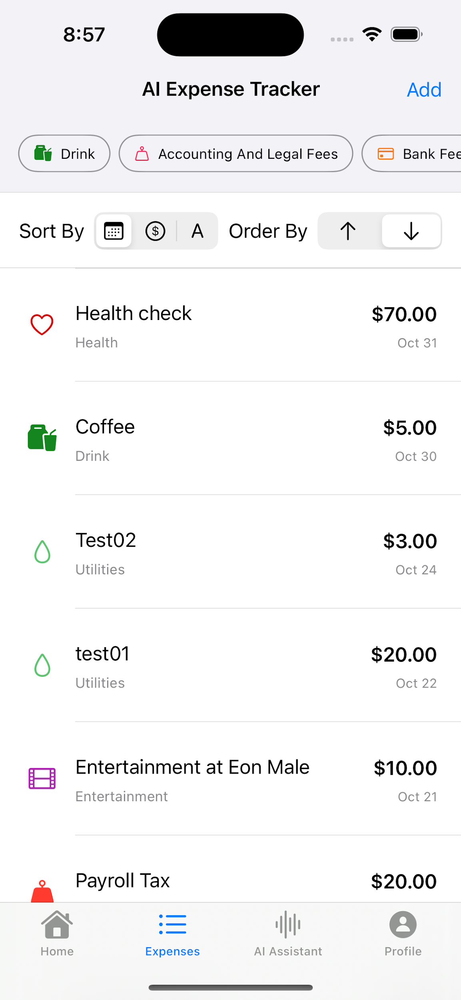 8:57
AI Expense Tracker
Add
Drink
Accounting And Legal Fees
Bank Fee
Sort By
$
A
Order By
Health check
$70.00
Health
Oct 31
Coffee
$5.00
Drink
Oct 30
Test02
$3.00
Utilities
Oct 24
test01
$20.00
Utilities
Oct 22
Entertainment at Eon Male
$10.00
Entertainment
Oct 21
Payroll Tax
$20.00
Home
Expenses
AI Assistant
Profile